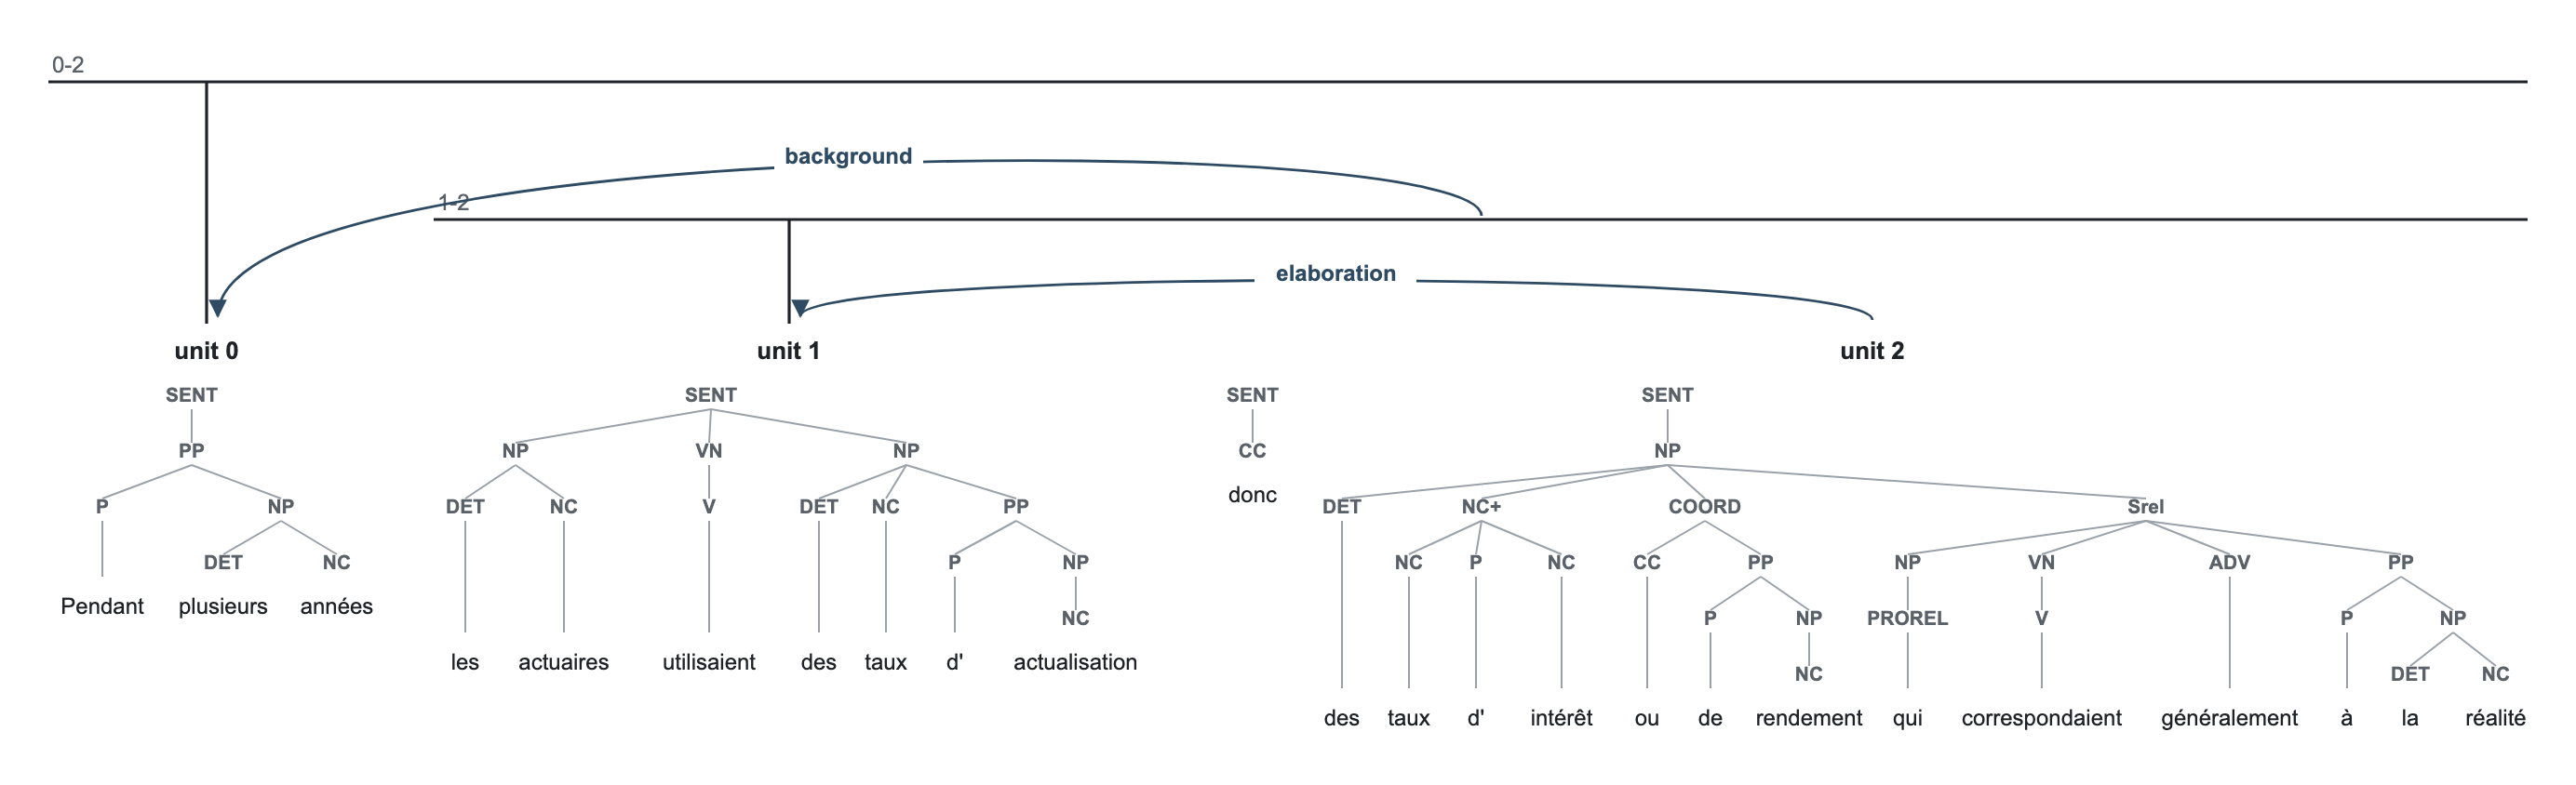 0-2
background
1-2
elaboration
unit 0 unit 1 unit 2
SENT SENT SENT SENT
PP NP VN NP CC NP
donc
P NP DET NC V DET NC PP DET NC+ COORD Srel
DET NC P NP NC P NC CC PP NP VN ADV PP
Pendant plusieurs années
NC P NP PROREL V P NP
les actuaires utilisaient des taux d' actualisation
NC DET NC
des taux d' intérêt ou de rendement qui correspondaient généralement à la réalité